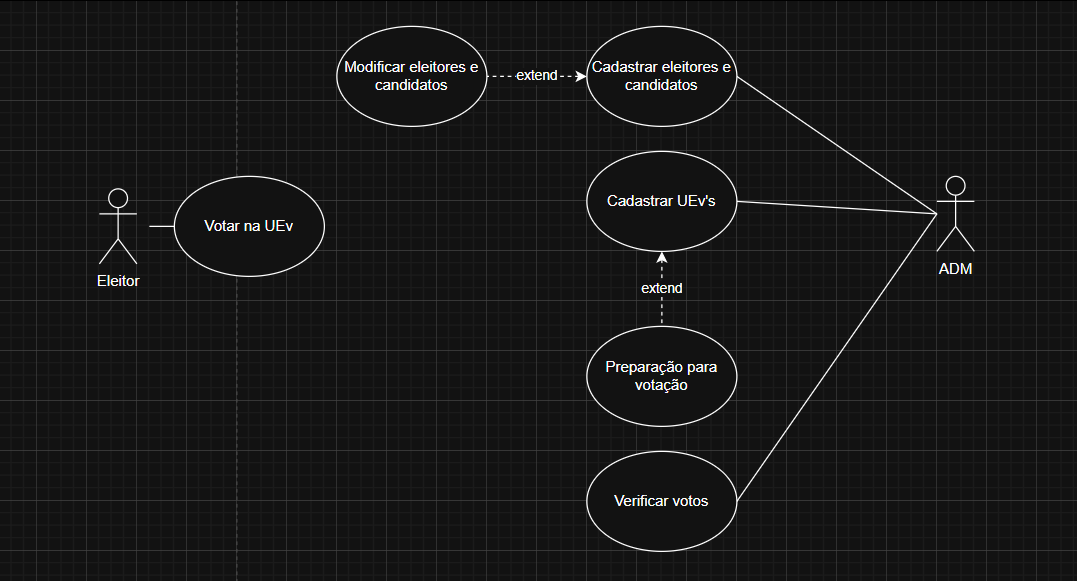 Modificar eleitores e
candidatos
extend
Cadastrar eleitores e
candidatos
Cadastrar UEv's
Votar na UEv
Eleitor
ADM
extend
Preparação para
votação
Verificar votos